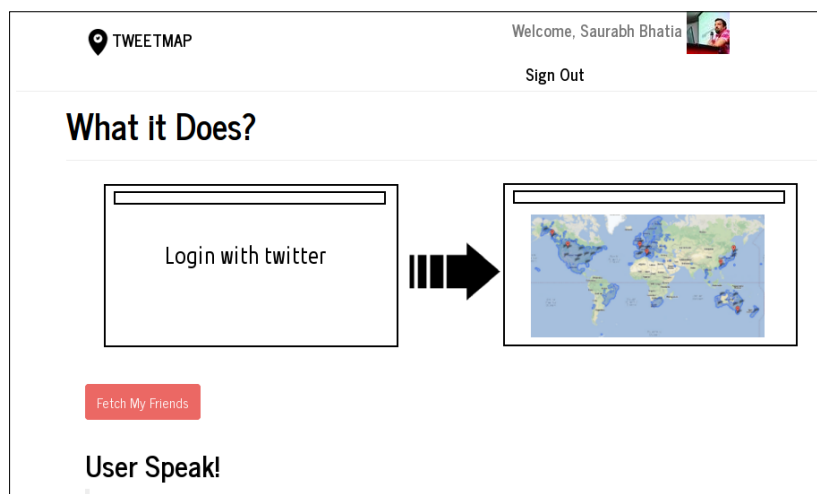 TWEETMAP
Welcome, Saurabh Bhatia
Sign Out
What it Does?
Login with twitter
Fetch My Friends
User Speak!